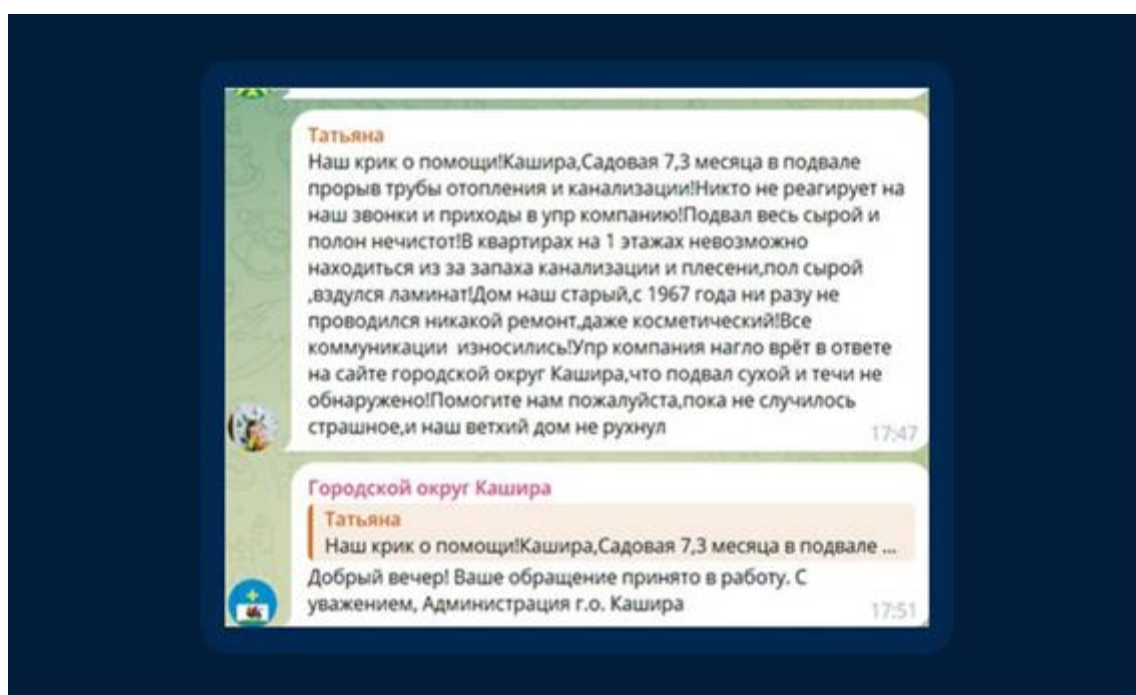 Татьяна
Наш крик о помощи!Кашира,Садовая 7,3 месяца в подвале
прорыв трубы отопления и канализации!Никто не реагирует на
наш звонки и приходы в упр компанию!Подвал весь сырой и
полон нечистот!В квартирах на 1 этажах невозможно
находиться из за запаха канализации и плесени,пол сырой
,вздулся ламинат!Дом наш старый,с 1967 года ни разу не
проводился никакой ремонт,даже косметический!Все
коммуникации  износились!Упр компания нагло врёт в ответе
на сайте городской округ Кашира,что подвал сухой и течи не
обнаружено!Помогите нам пожалуйста,пока не случилось
страшное,и наш ветхий дом не рухнул
17:47
Городской округ Кашира
Татьяна
Наш крик о помощи!Кашира,Садовая 7,3 месяца в подвале ...
Добрый вечер! Ваше обращение принято в работу. С
уважением, Администрация г.о. Кашира
17:51